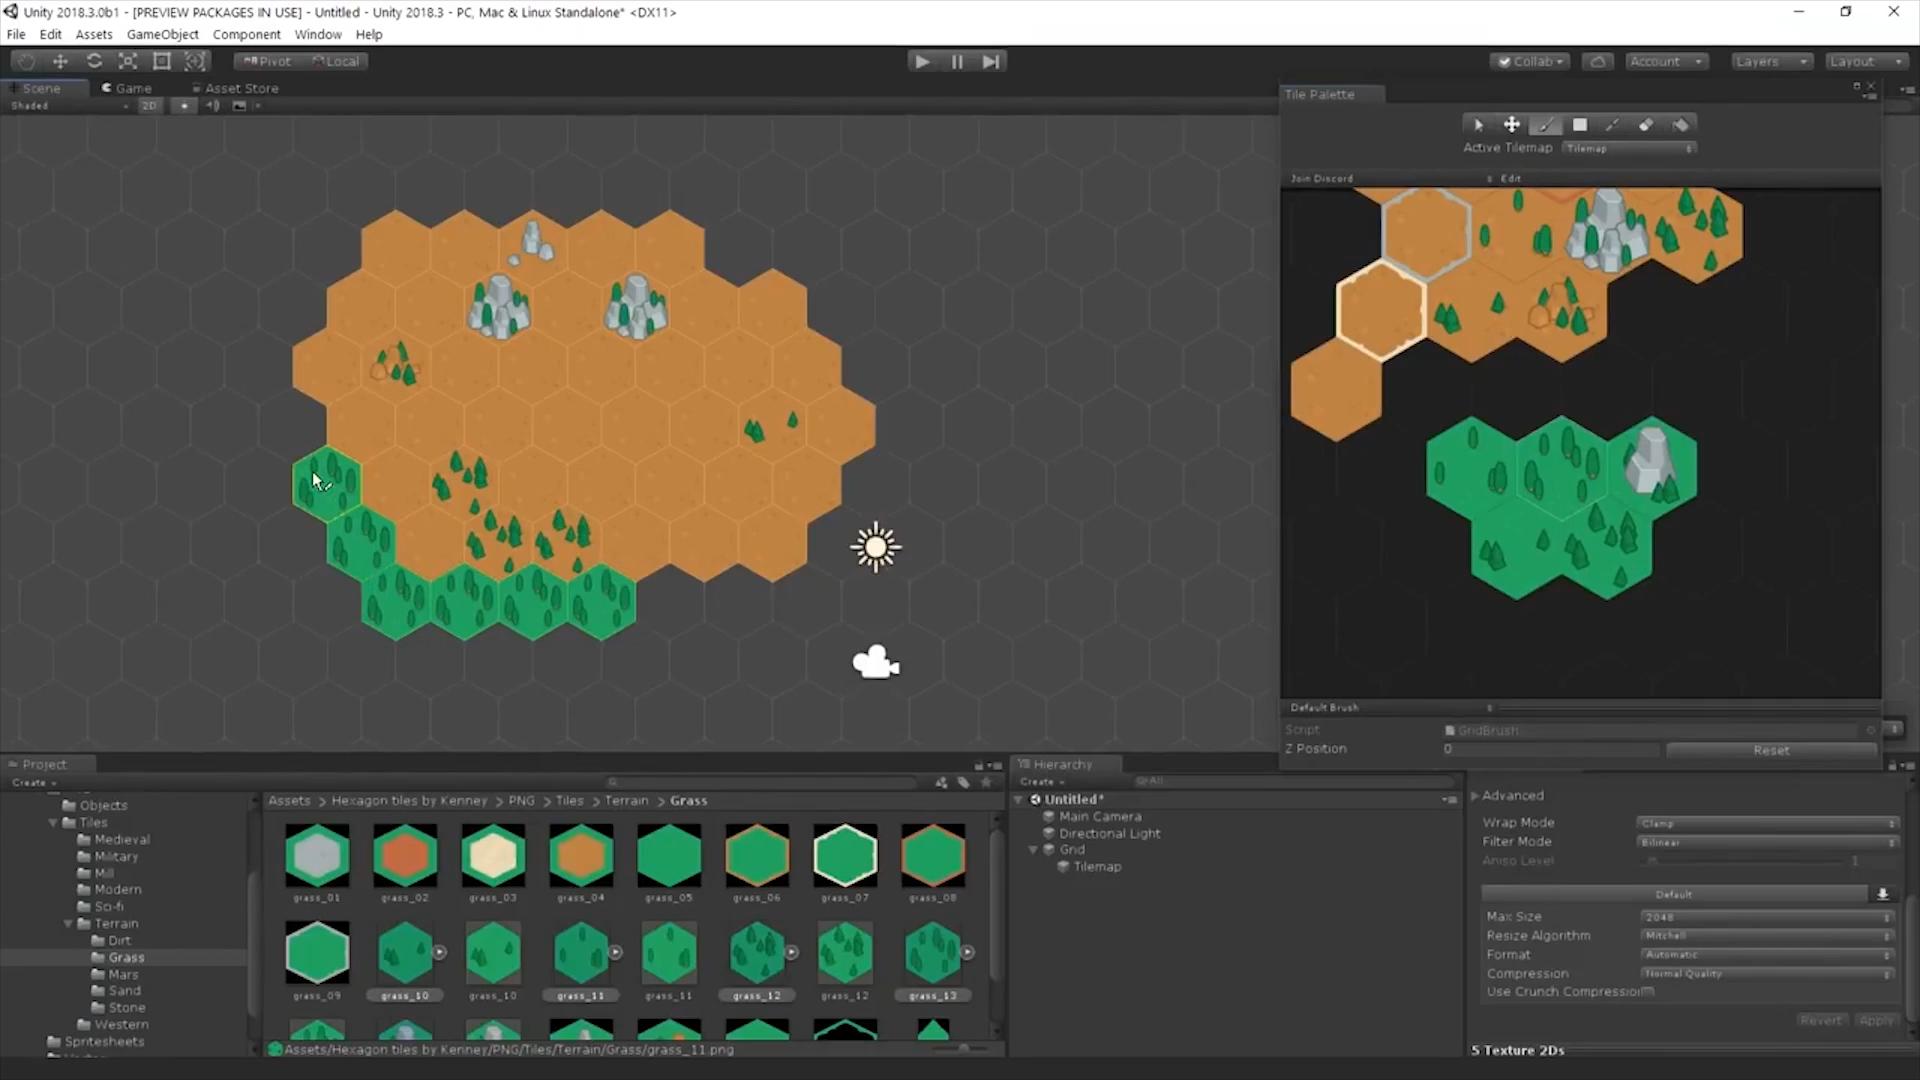 Unity 2018.3.0b1 - [PREVIEW PACKAGES IN USE] - Untitled - Unity 2018.3 - PC, Mac & Linux Standalone* <DX11>
File Edit Assets GameObject Component Window Help
Pivot Local
Collab Account Layers Layout
Scene Game Asset Store
Shaded 2D
Tile Palette
Active Tilemap Tilemap
Join Discord Edit
Default Brush
Script GridBrush
Z Position 0 Reset
Project
Create
Objects
Tiles
Medieval
Military
Mill
Modern
Sci-fi
Terrain
Dirt
Grass
Mars
Sand
Stone
Western
Spritesheets
Assets > Hexagon tiles by Kenney > PNG > Tiles > Terrain > Grass
grass_01 grass_02 grass_03 grass_04 grass_05 grass_06 grass_07 grass_08
grass_09 grass_10 grass_10 grass_11 grass_11 grass_12 grass_12 grass_13
Assets/Hexagon tiles by Kenney/PNG/Tiles/Terrain/Grass/grass_11.png
Hierarchy
Create All
Untitled*
Main Camera
Directional Light
Grid
Tilemap
Advanced
Wrap Mode Clamp
Filter Mode Bilinear
Aniso Level 1
Default
Max Size 2048
Resize Algorithm Mitchell
Format Automatic
Compression Normal Quality
Use Crunch Compressio
Revert Apply
5 Texture 2Ds